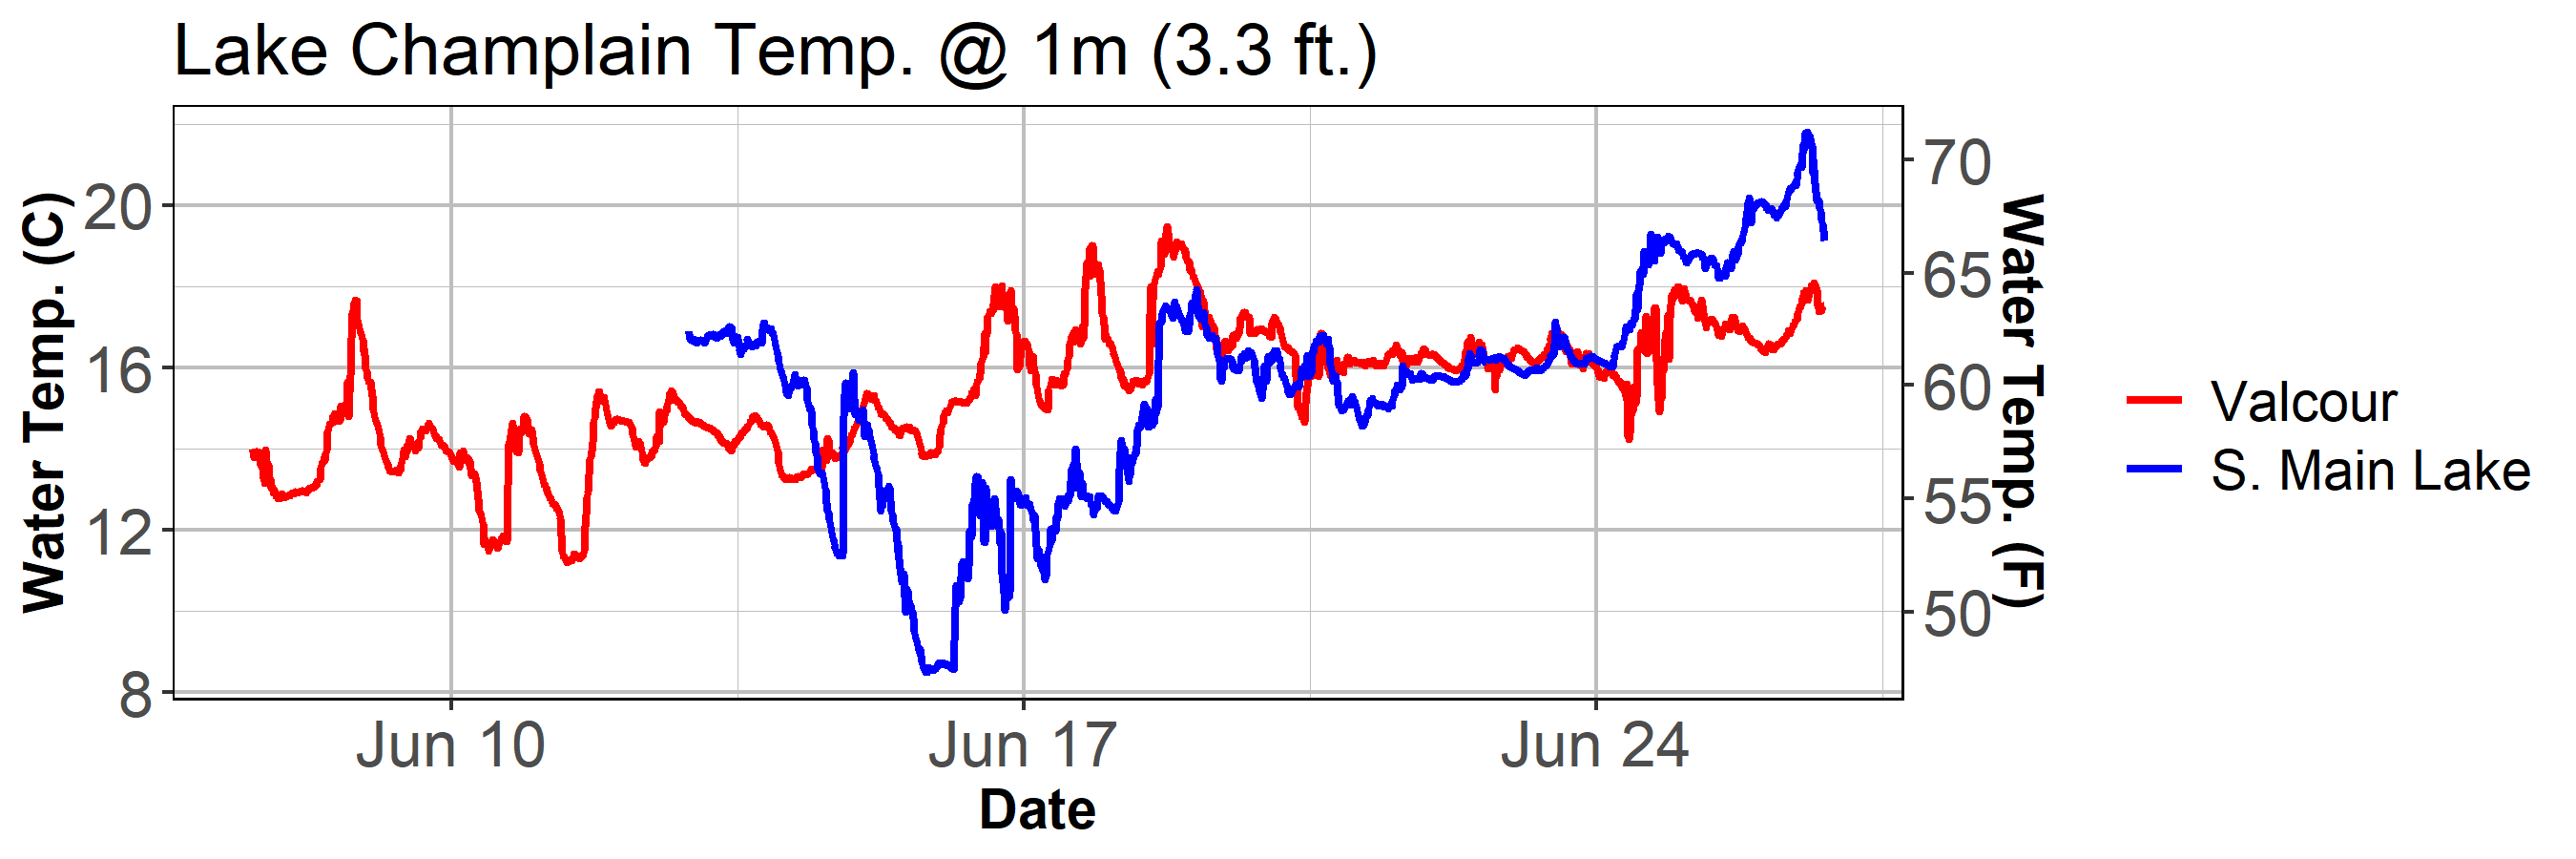 Lake Champlain Temp. @ 1m (3.3 ft.)
Water Temp. (C)
20
16
12
8
70
65
60
55
50
Water Temp. (F)
Jun 10
Jun 17
Jun 24
Date
Valcour
S. Main Lake